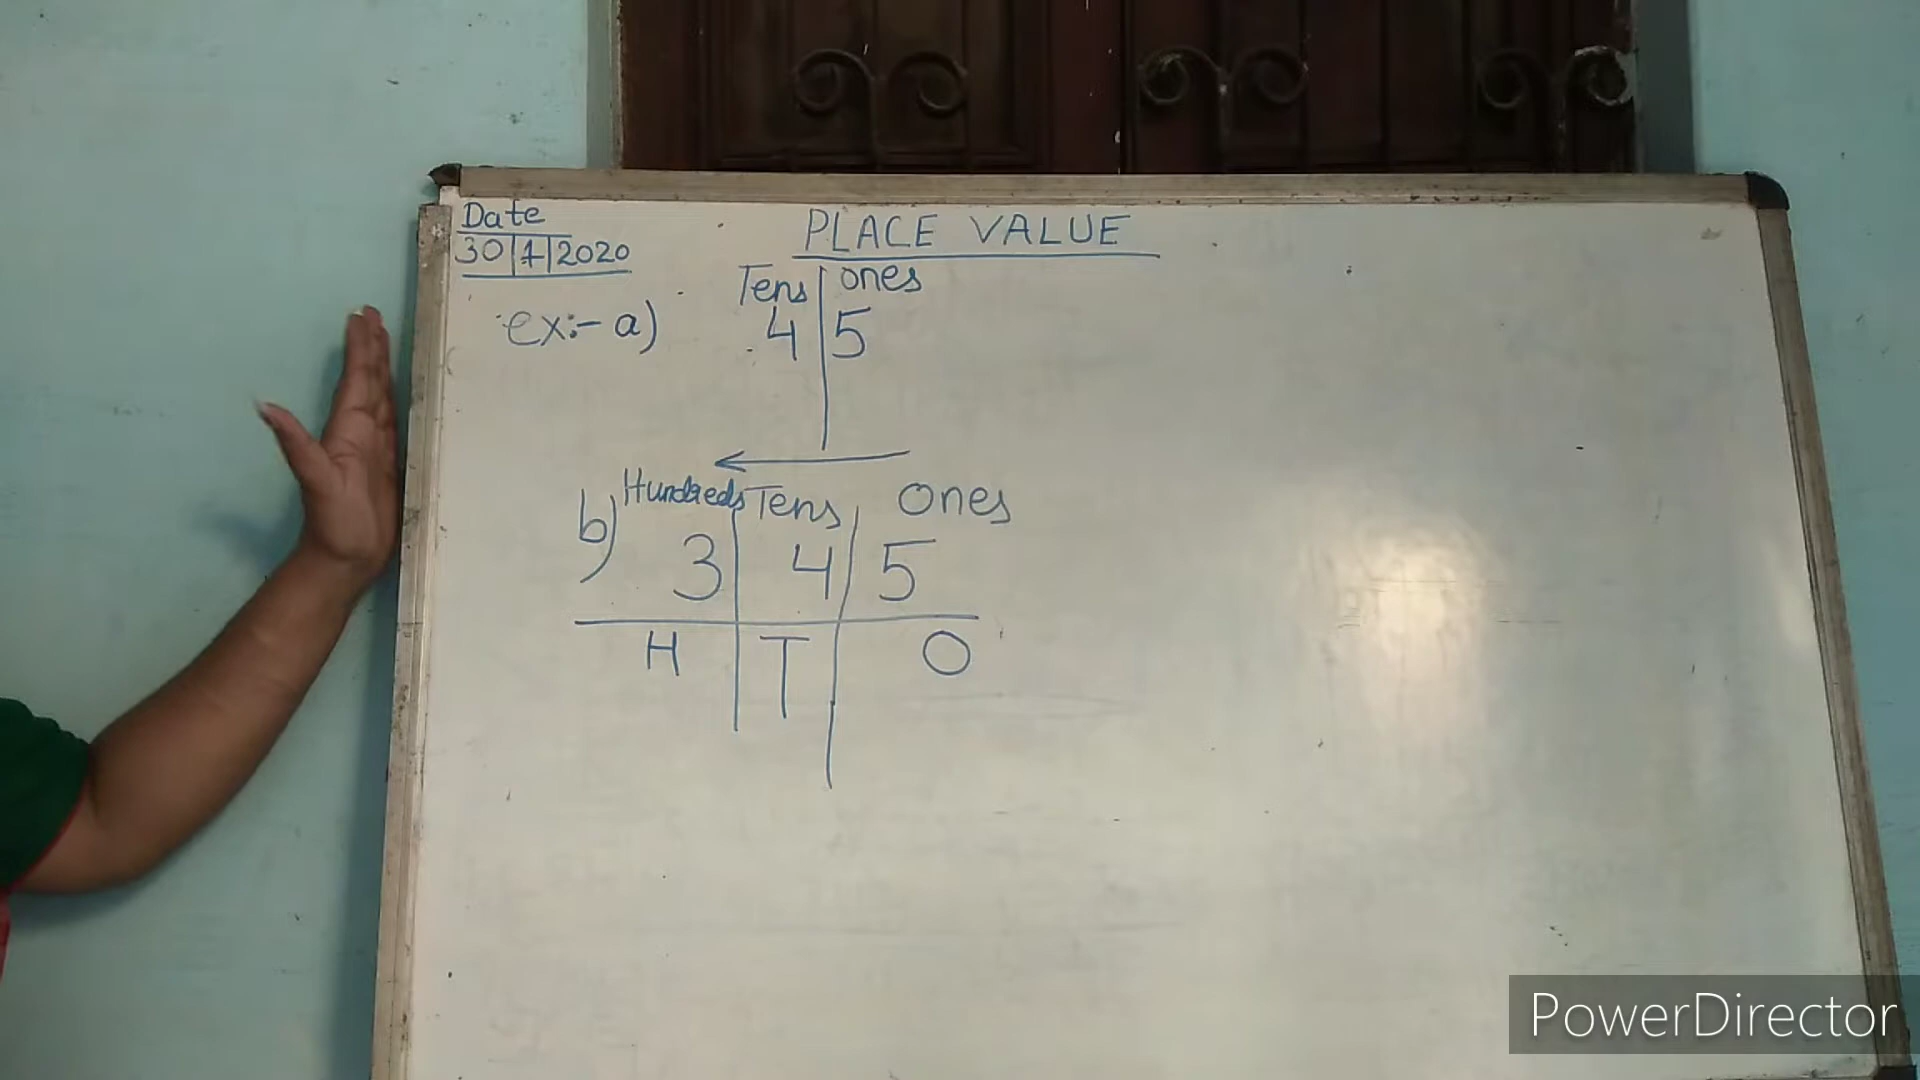 Date
30|7|2020
PLACE VALUE
Tens ones
ex:- a) 4 5
Hundreds Tens Ones
b) 3 4 5
H T O
PowerDirector